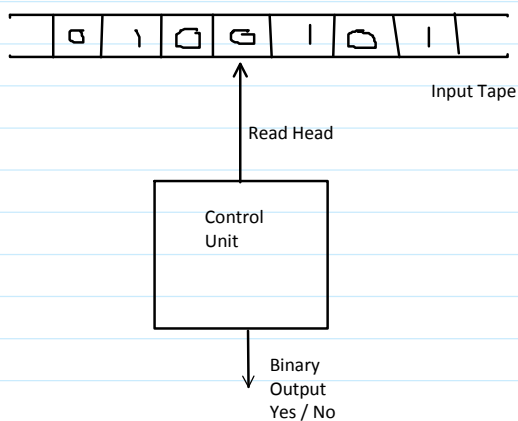 0 1 0 0 1 0 1
Input Tape
Read Head
Control
Unit
Binary
Output
Yes / No